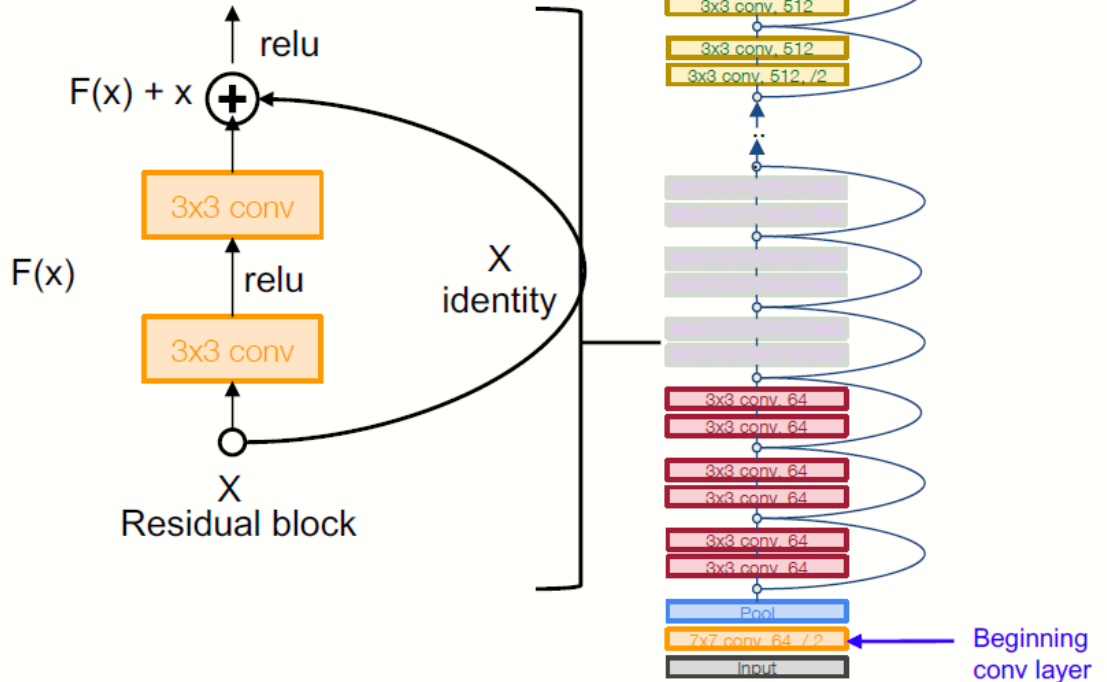 relu
F(x) + x
3x3 conv
F(x)
relu
X
identity
3x3 conv
X
Residual block
3x3 conv, 512
3x3 conv, 512
3x3 conv, 512, /2
..
3x3 conv, 64
3x3 conv, 64
3x3 conv, 64
3x3 conv, 64
3x3 conv, 64
3x3 conv, 64
Pool
7x7 conv, 64, / 2
Input
Beginning
conv layer